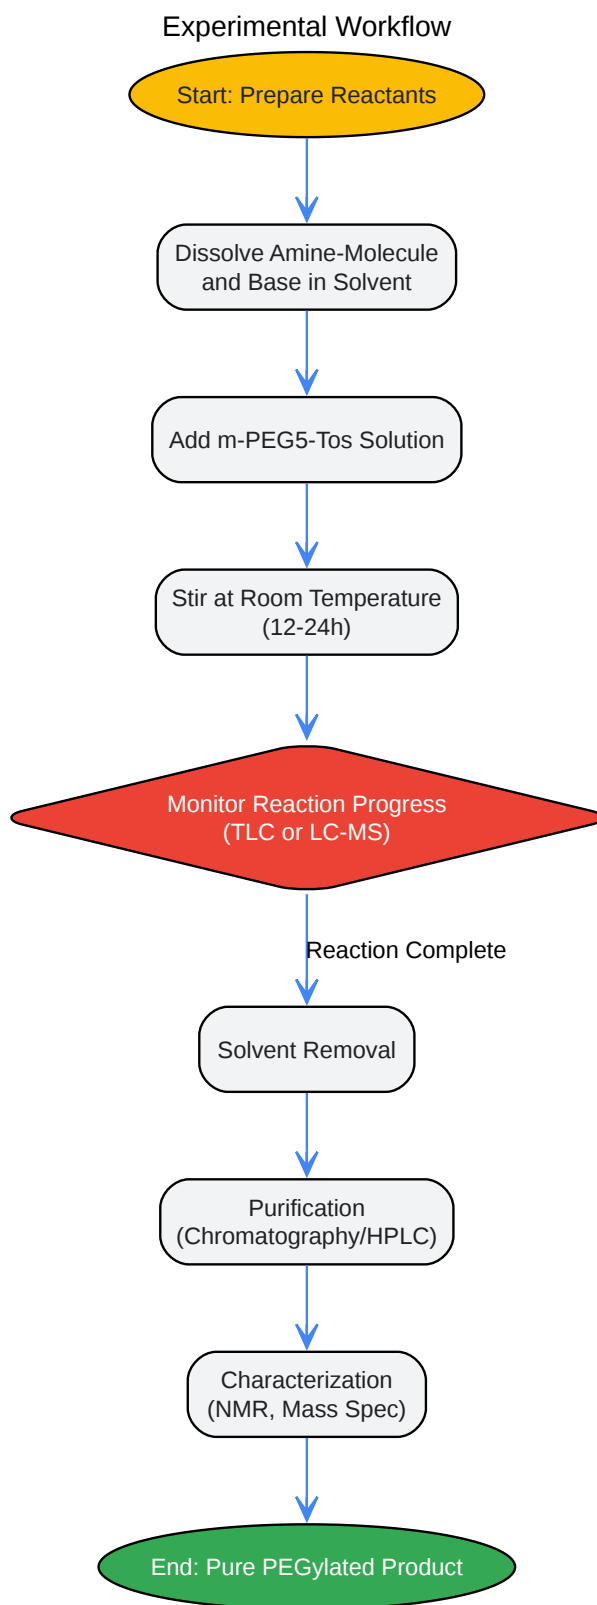 Experimental Workflow
Start: Prepare Reactants
Dissolve Amine-Molecule
and Base in Solvent
Add m-PEG5-Tos Solution
Stir at Room Temperature
(12-24h)
Monitor Reaction Progress
(TLC or LC-MS)
Reaction Complete
Solvent Removal
Purification
(Chromatography/HPLC)
Characterization
(NMR, Mass Spec)
End: Pure PEGylated Product